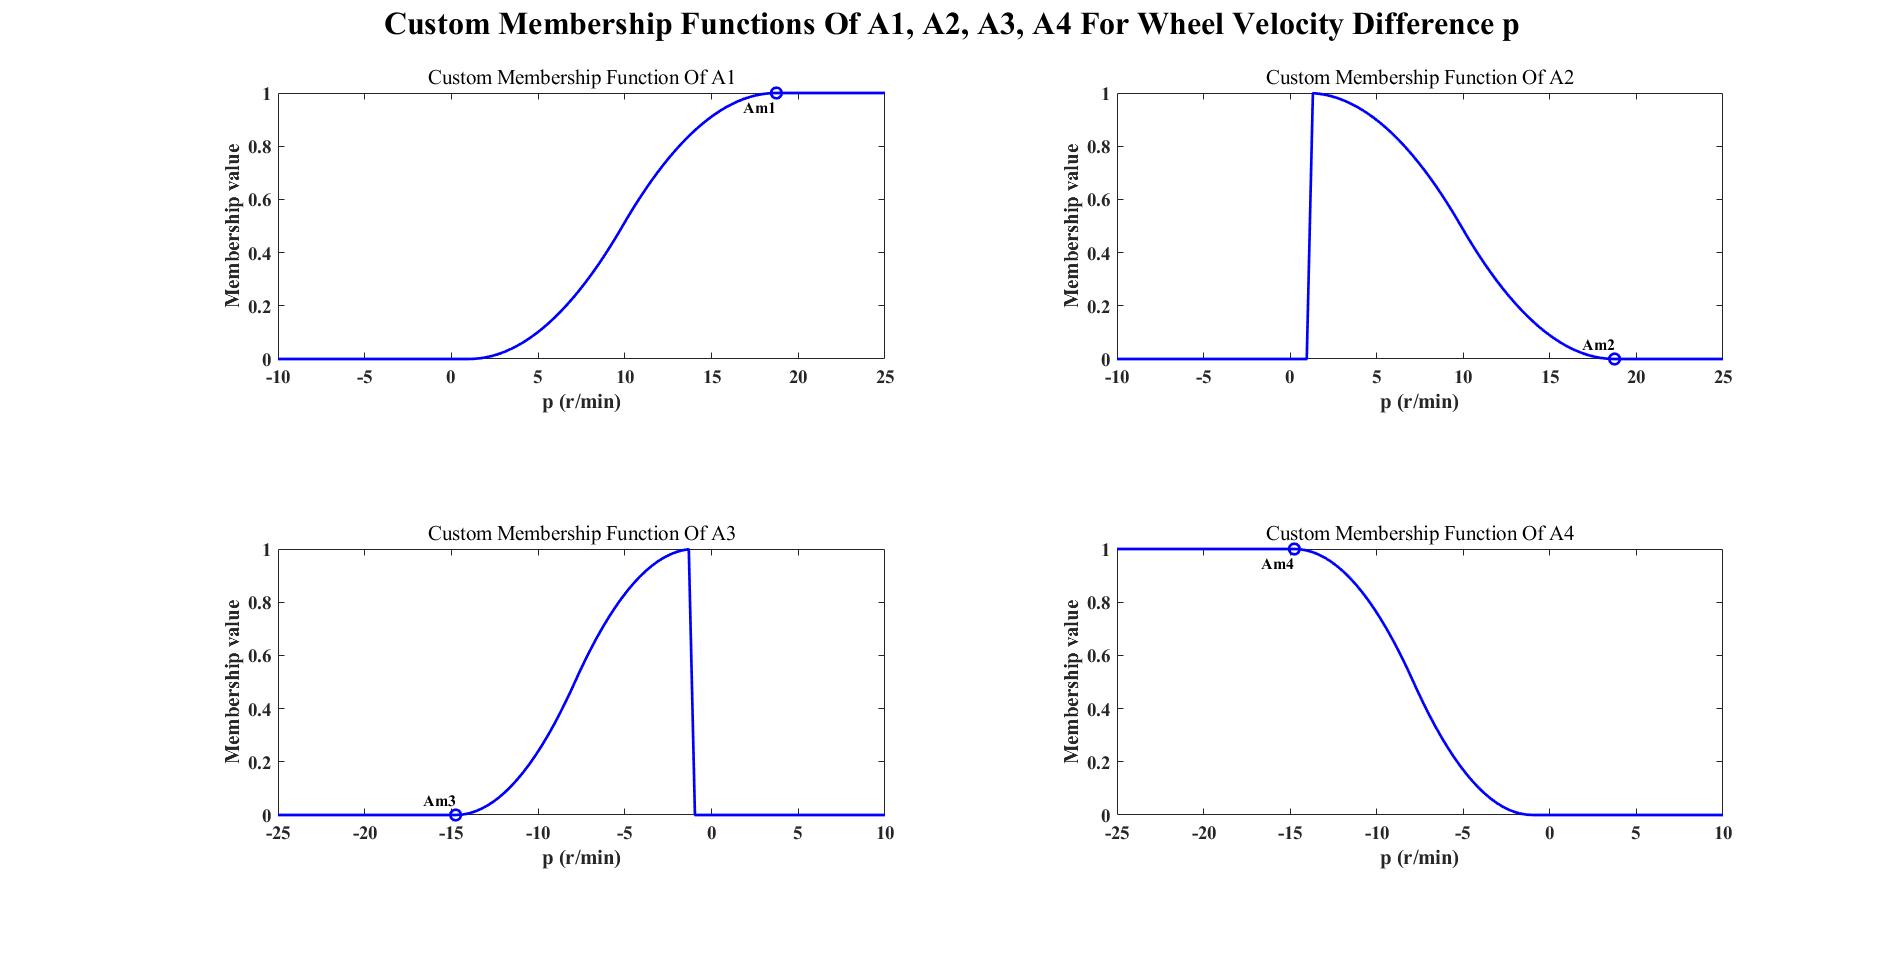 Custom Membership Functions Of A1, A2, A3, A4 For Wheel Velocity Difference p
Custom Membership Function Of A1
1
0.8
0.6
0.4
0.2
0
Membership value
Am1
-10 -5 0 5 10 15 20 25
p (r/min)
Custom Membership Function Of A2
1
0.8
0.6
0.4
0.2
0
Membership value
Am2
-10 -5 0 5 10 15 20 25
p (r/min)
Custom Membership Function Of A3
1
0.8
0.6
0.4
0.2
0
Membership value
Am3
-25 -20 -15 -10 -5 0 5 10
p (r/min)
Custom Membership Function Of A4
1
0.8
0.6
0.4
0.2
0
Membership value
Am4
-25 -20 -15 -10 -5 0 5 10
p (r/min)